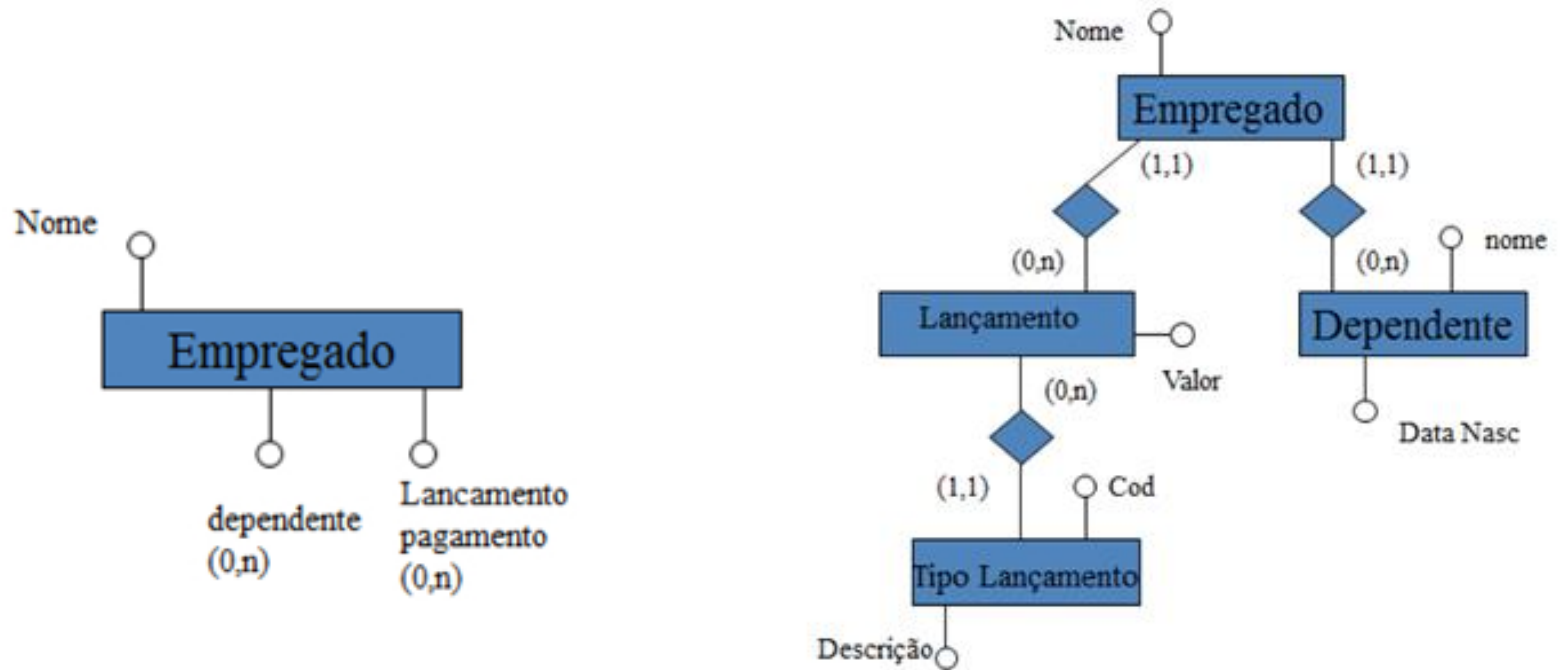 Nome
Empregado
dependente
(0,n)
Lancamento
pagamento
(0,n)
Nome
Empregado
(1,1)
(1,1)
(0,n)
(0,n)
nome
Lançamento
Dependente
Valor
(0,n)
Data Nasc
(1,1)
Cod
Tipo Lançamento
Descrição